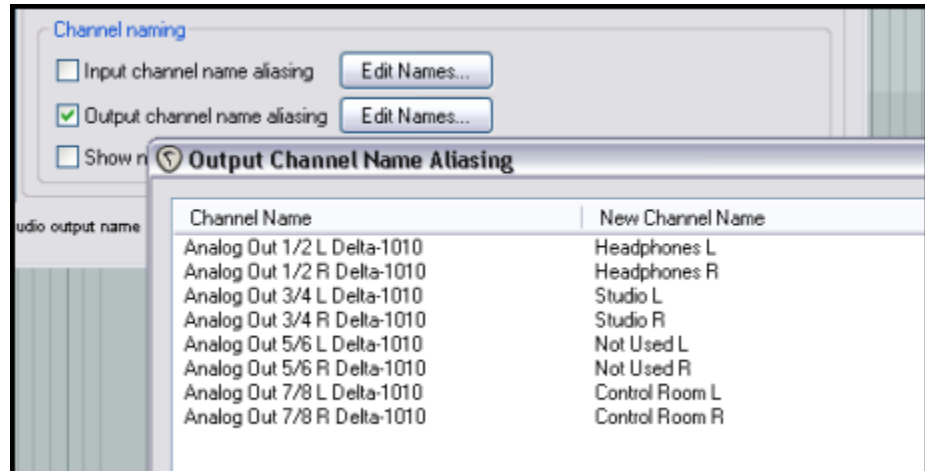 Channel naming
Input channel name aliasing Edit Names...
Output channel name aliasing Edit Names...
Show n
Output Channel Name Aliasing
udio output name
Channel Name New Channel Name
Analog Out 1/2 L Delta-1010 Headphones L
Analog Out 1/2 R Delta-1010 Headphones R
Analog Out 3/4 L Delta-1010 Studio L
Analog Out 3/4 R Delta-1010 Studio R
Analog Out 5/6 L Delta-1010 Not Used L
Analog Out 5/6 R Delta-1010 Not Used R
Analog Out 7/8 L Delta-1010 Control Room L
Analog Out 7/8 R Delta-1010 Control Room R